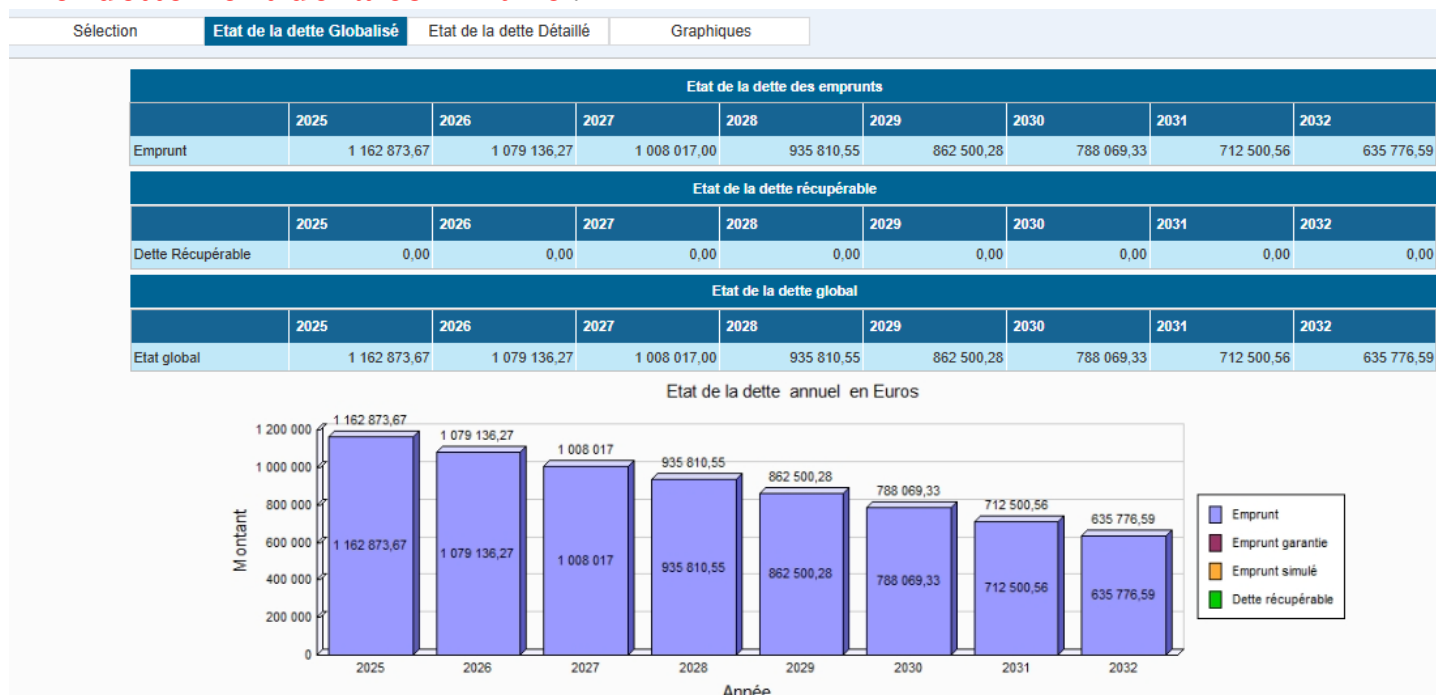 Sélection Etat de la dette Globalisé Etat de la dette Détaillé Graphiques
Etat de la dette des emprunts
2025 2026 2027 2028 2029 2030 2031 2032
Emprunt 1 162 873,67 1 079 136,27 1 008 017,00 935 810,55 862 500,28 788 069,33 712 500,56 635 776,59
Etat de la dette récupérable
2025 2026 2027 2028 2029 2030 2031 2032
Dette Récupérable 0,00 0,00 0,00 0,00 0,00 0,00 0,00 0,00
Etat de la dette global
2025 2026 2027 2028 2029 2030 2031 2032
Etat global 1 162 873,67 1 079 136,27 1 008 017,00 935 810,55 862 500,28 788 069,33 712 500,56 635 776,59
Etat de la dette annuel en Euros
Montant
1 200 000
1 000 000
800 000
600 000
400 000
200 000
0
1 162 873,67 1 079 136,27 1 008 017 935 810,55 862 500,28 788 069,33 712 500,56 635 776,59
1 162 873,67 1 079 136,27 1 008 017 935 810,55 862 500,28 788 069,33 712 500,56 635 776,59
2025 2026 2027 2028 2029 2030 2031 2032
Année
Emprunt
Emprunt garantie
Emprunt simulé
Dette récupérable